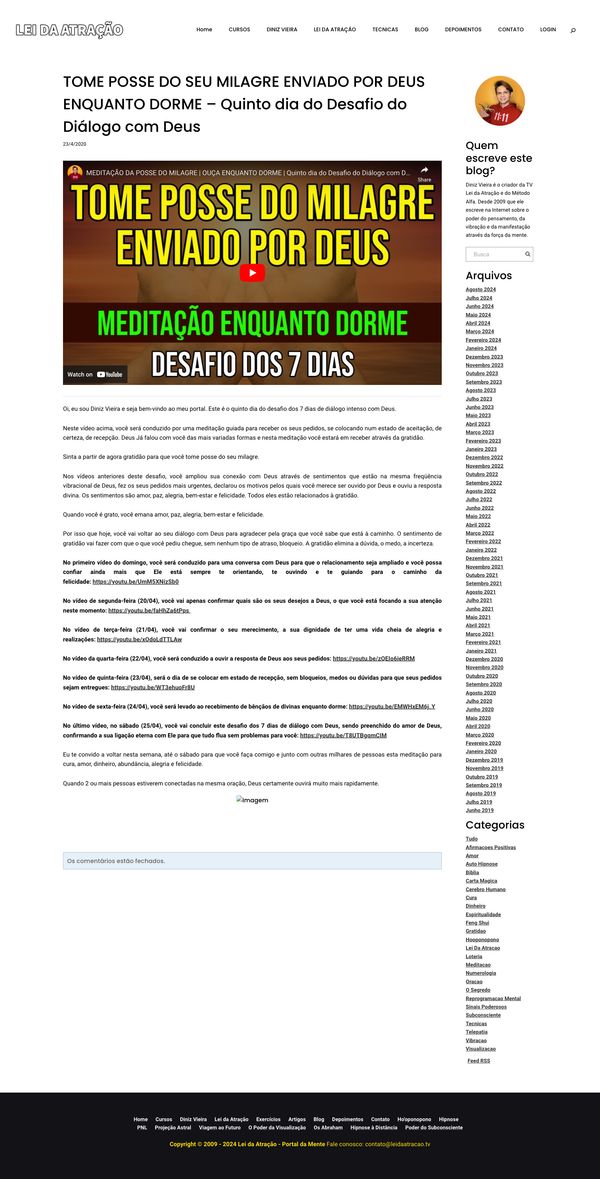 LEI DA ATRAÇÃO
Home CURSOS DINIZ VIEIRA LEI DA ATRAÇÃO TECNICAS BLOG DEPOIMENTOS CONTATO LOGIN
TOME POSSE DO SEU MILAGRE ENVIADO POR DEUS
ENQUANTO DORME – Quinto dia do Desafio do
Diálogo com Deus
23/4/2020
MEDITAÇÃO DA POSSE DO MILAGRE | OUÇA ENQUANTO DORME | Quinto dia do Desafio do Diálogo com D...
Share
TOME POSSE DO MILAGRE
ENVIADO POR DEUS
MEDITAÇÃO ENQUANTO DORME
DESAFIO DOS 7 DIAS
Watch on YouTube
Oi, eu sou Diniz Vieira e seja bem-vindo ao meu portal. Este é o quinto dia do desafio dos 7 dias de diálogo intenso com Deus.
Neste vídeo acima, você será conduzido por uma meditação guiada para receber os seus pedidos, se colocando num estado de aceitação, de
certeza, de recepção. Deus Já falou com você das mais variadas formas e nesta meditação você estará em receber através da gratidão.
Sinta a partir de agora gratidão para que você tome posse do seu milagre.
Nos vídeos anteriores deste desafio, você ampliou sua conexão com Deus através de sentimentos que estão na mesma freqüência
vibracional de Deus, fez os seus pedidos mais urgentes, declarou os motivos pelos quais você merece ser ouvido por Deus e ouviu a resposta
divina. Os sentimentos são amor, paz, alegria, bem-estar e felicidade. Todos eles estão relacionados à gratidão.
Quando você é grato, você emana amor, paz, alegria, bem-estar e felicidade.
Por isso que hoje, você vai voltar ao seu diálogo com Deus para agradecer pela graça que você sabe que está à caminho. O sentimento de
gratidão vai fazer com que o que você pediu chegue, sem nenhum tipo de atraso, bloqueio. A gratidão elimina a dúvida, o medo, a incerteza.
No primeiro vídeo do domingo, você será conduzido para uma conversa com Deus para que o relacionamento seja ampliado e você possa
confiar ainda mais que Ele está sempre te orientando, te ouvindo e te guiando para o caminho da
felicidade: https://youtu.be/UmM5XNizSb0
No vídeo de segunda-feira (20/04), você vai apenas confirmar quais são os seus desejos a Deus, o que você está focando a sua atenção
neste momento: https://youtu.be/faHhZa6tPps
No vídeo de terça-feira (21/04), você vai confirmar o seu merecimento, a sua dignidade de ter uma vida cheia de alegria e
realizações: https://youtu.be/xOdoLdTTLAw
No vídeo da quarta-feira (22/04), você será conduzido a ouvir a resposta de Deus aos seus pedidos: https://youtu.be/zOEIo6ieRRM
No vídeo de quinta-feira (23/04), será o dia de se colocar em estado de recepção, sem bloqueios, medos ou dúvidas para que seus pedidos
sejam entregues: https://youtu.be/WT3ehuoFr8U
No vídeo de sexta-feira (24/04), você será levado ao recebimento de bênçãos de divinas enquanto dorme: https://youtu.be/EMWHxEM6j_Y
No último vídeo, no sábado (25/04), você vai concluir este desafio dos 7 dias de diálogo com Deus, sendo preenchido do amor de Deus,
confirmando a sua ligação eterna com Ele para que tudo flua sem problemas para você: https://youtu.be/T8UTBgomCIM
Eu te convido a voltar nesta semana, até o sábado para que você faça comigo e junto com outras milhares de pessoas esta meditação para
cura, amor, dinheiro, abundância, alegria e felicidade.
Quando 2 ou mais pessoas estiverem conectadas na mesma oração, Deus certamente ouvirá muito mais rapidamente.
Imagem
Os comentários estão fechados.
11:11
Quem
escreve este
blog?
Diniz Vieira é o criador da TV
Lei da Atração e do Método
Alfa. Desde 2009 que ele
escreve na Internet sobre o
poder do pensamento, da
vibração e da manifestação
através da força da mente.
Busca
Arquivos
Agosto 2024
Julho 2024
Junho 2024
Maio 2024
Abril 2024
Março 2024
Fevereiro 2024
Janeiro 2024
Dezembro 2023
Novembro 2023
Outubro 2023
Setembro 2023
Agosto 2023
Julho 2023
Junho 2023
Maio 2023
Abril 2023
Março 2023
Fevereiro 2023
Janeiro 2023
Dezembro 2022
Novembro 2022
Outubro 2022
Setembro 2022
Agosto 2022
Julho 2022
Junho 2022
Maio 2022
Abril 2022
Março 2022
Fevereiro 2022
Janeiro 2022
Dezembro 2021
Novembro 2021
Outubro 2021
Setembro 2021
Agosto 2021
Julho 2021
Junho 2021
Maio 2021
Abril 2021
Março 2021
Fevereiro 2021
Janeiro 2021
Dezembro 2020
Novembro 2020
Outubro 2020
Setembro 2020
Agosto 2020
Julho 2020
Junho 2020
Maio 2020
Abril 2020
Março 2020
Fevereiro 2020
Janeiro 2020
Dezembro 2019
Novembro 2019
Outubro 2019
Setembro 2019
Agosto 2019
Julho 2019
Junho 2019
Categorias
Tudo
Afirmacoes Positivas
Amor
Auto Hipnose
Biblia
Carta Magica
Cerebro Humano
Cura
Dinheiro
Espiritualidade
Feng Shui
Gratidao
Hooponopono
Lei Da Atracao
Loteria
Meditacao
Numerologia
Oracao
O Segredo
Reprogramacao Mental
Sinais Poderosos
Subconsciente
Tecnicas
Telepatia
Vibracao
Visualizacao
Feed RSS
Home Cursos Diniz Vieira Lei da Atração Exercícios Artigos Blog Depoimentos Contato Ho'oponopono Hipnose
PNL Projeção Astral Viagem ao Futuro O Poder da Visualização Os Abraham Hipnose à Distância Poder do Subconsciente
Copyright © 2009 - 2024 Lei da Atração - Portal da Mente Fale conosco: contato@leidaatracao.tv